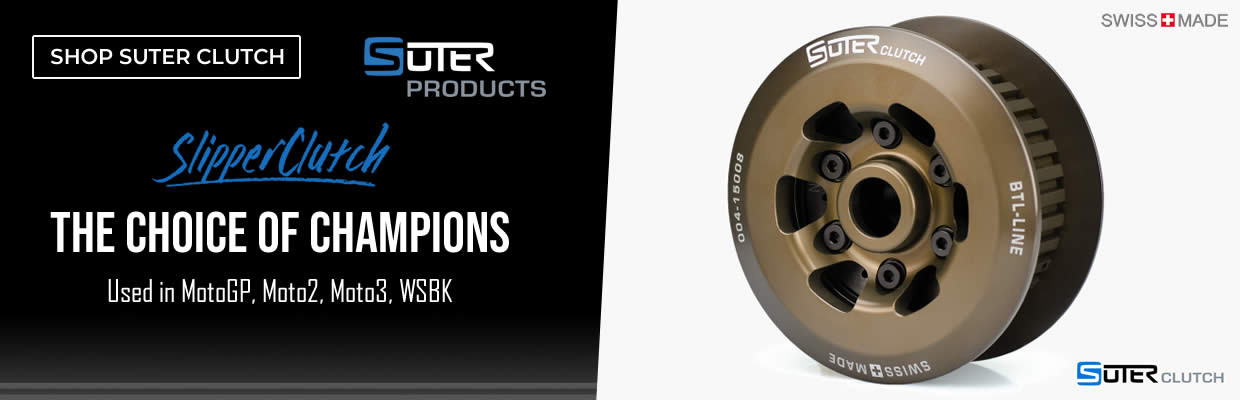 SHOP SUTER CLUTCH
SUTER
PRODUCTS
SlipperClutch
THE CHOICE OF CHAMPIONS
Used in MotoGP, Moto2, Moto3, WSBK
SWISS MADE
SUTER CLUTCH
004-15008
BTL-LINE
SWISS MADE
SUTER CLUTCH